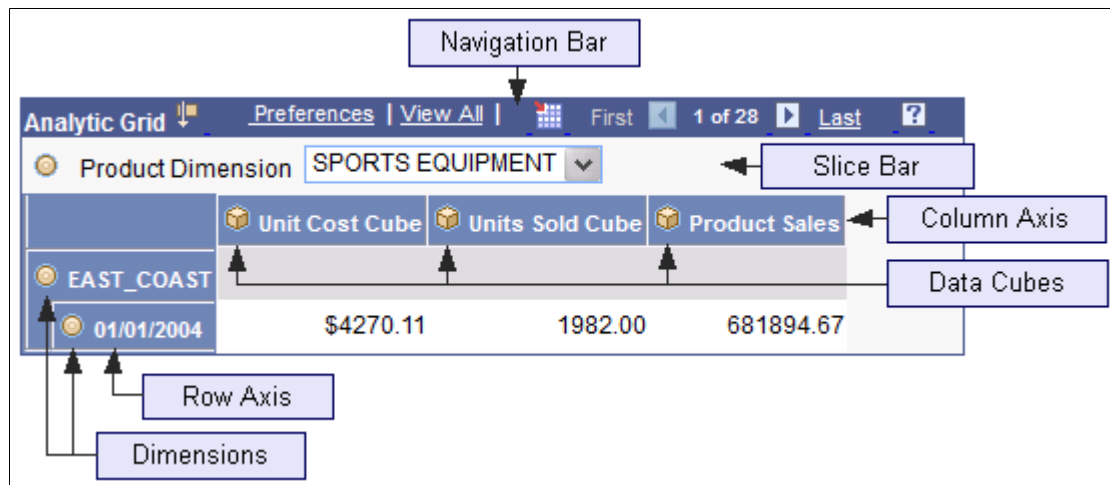 Navigation Bar
Analytic Grid Preferences | View All | First 1 of 28 Last ?
Product Dimension SPORTS EQUIPMENT Slice Bar
Unit Cost Cube Units Sold Cube Product Sales Column Axis
EAST_COAST Data Cubes
01/01/2004 $4270.11 1982.00 681894.67
Row Axis
Dimensions